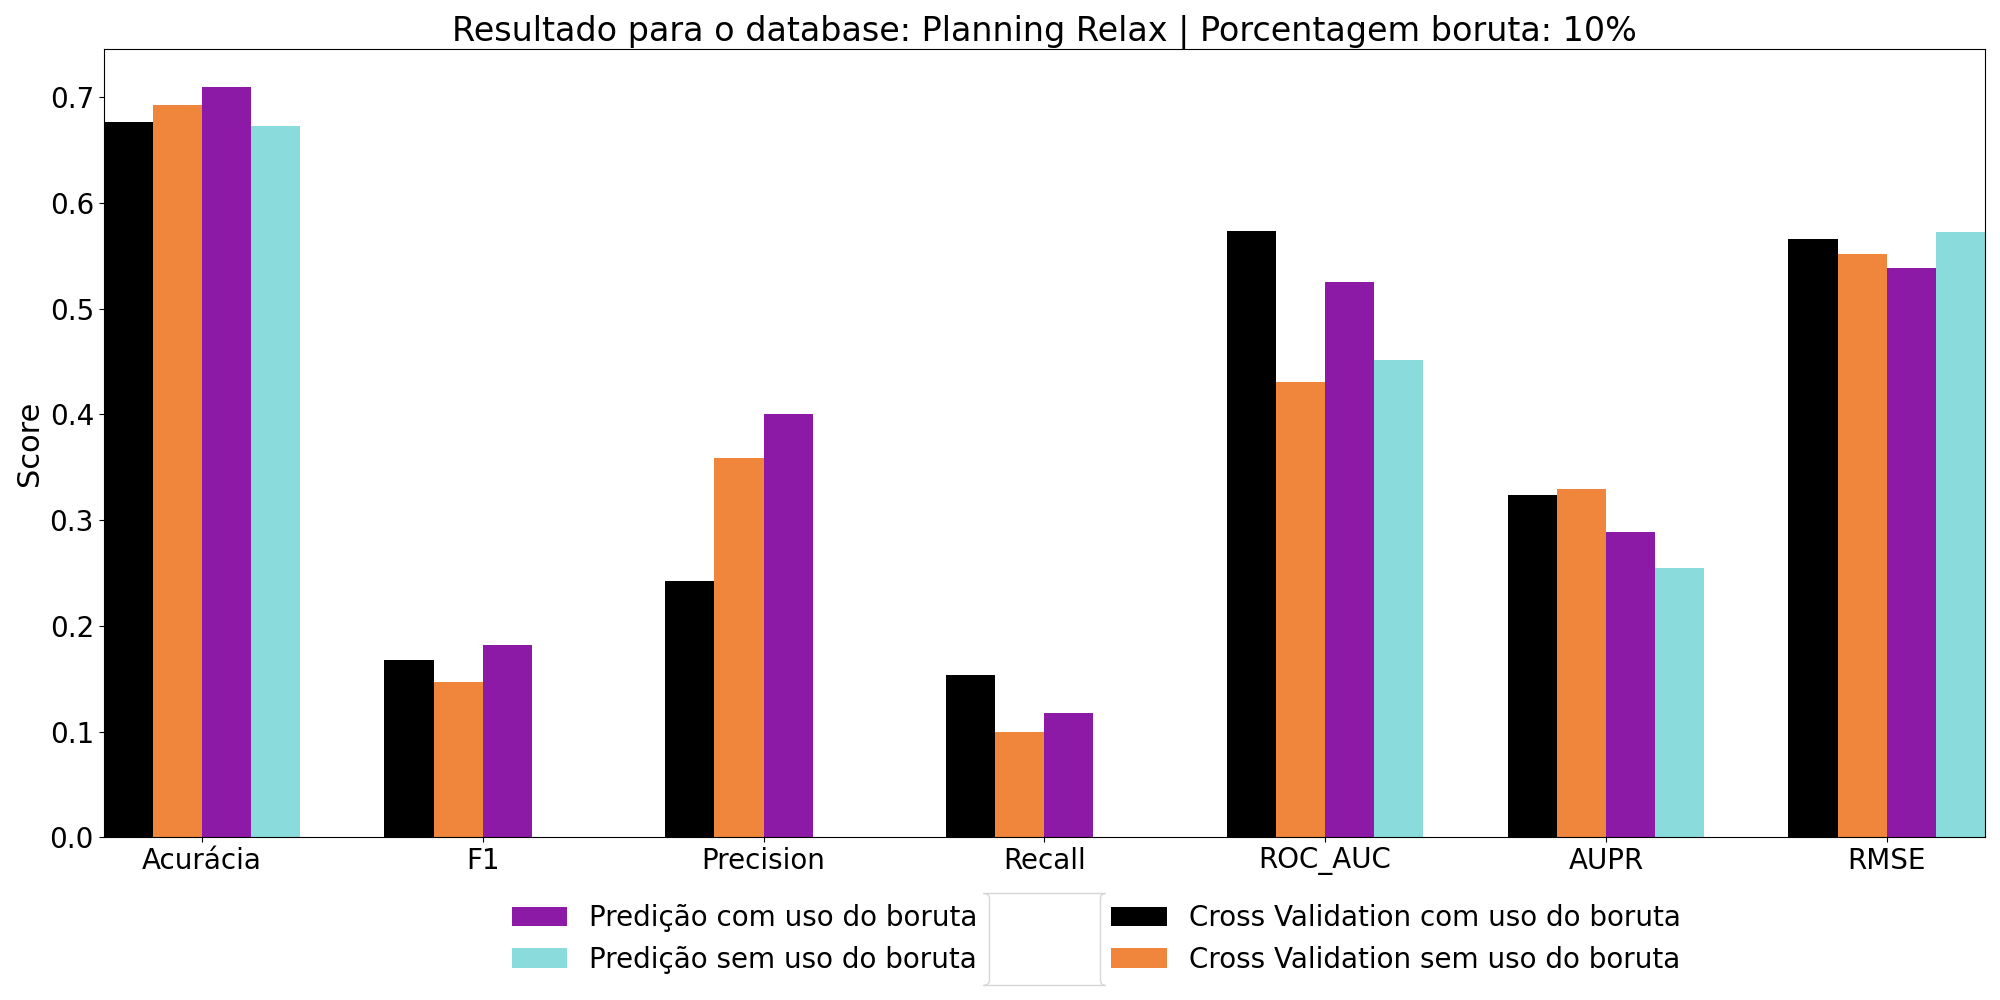 Resultado para o database: Planning Relax | Porcentagem boruta: 10%
Score
0.7
0.6
0.5
0.4
0.3
0.2
0.1
0.0
Acurácia F1 Precision Recall ROC_AUC AUPR RMSE
Predição com uso do boruta
Predição sem uso do boruta
Cross Validation com uso do boruta
Cross Validation sem uso do boruta